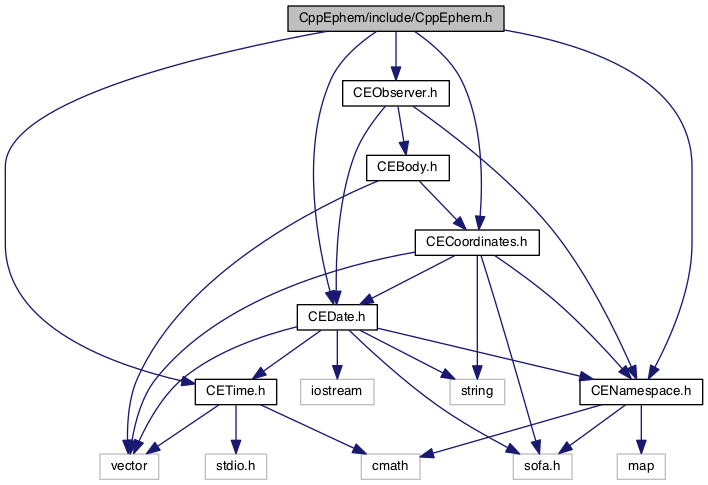 CppEphem/include/CppEphem.h
CEObserver.h
CEBody.h
CECoordinates.h
CEDate.h
CETime.h
iostream
string
CENamespace.h
vector
stdio.h
cmath
sofa.h
map